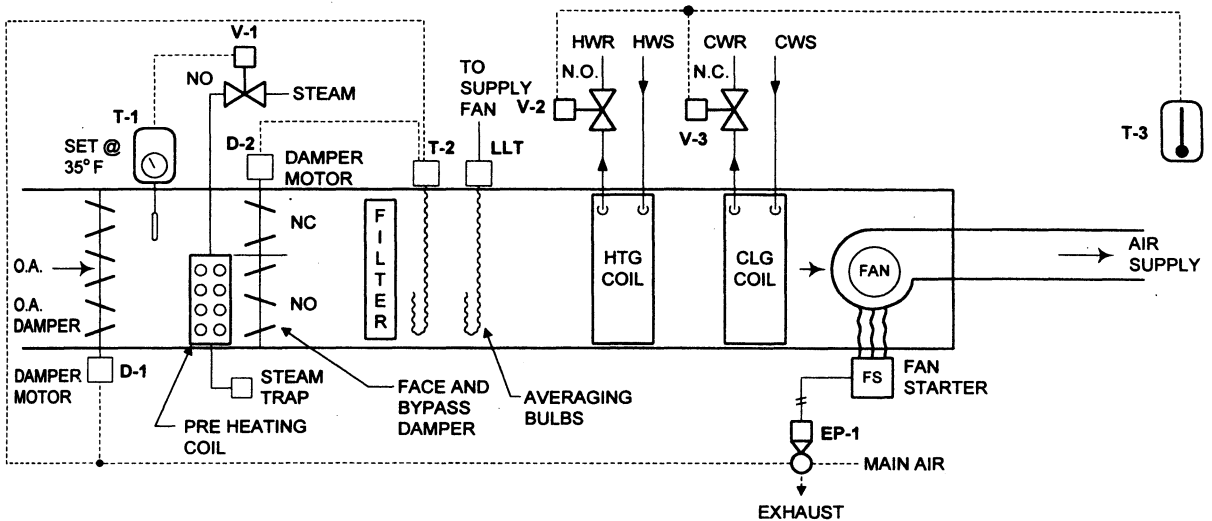 V-1
NO
STEAM
T-1
SET @
35° F
D-2
DAMPER
MOTOR
T-2
TO
SUPPLY
FAN
LLT
HWR
HWS
N.O.
V-2
CWR
CWS
N.C.
V-3
T-3
O.A.
O.A.
DAMPER
NC
NO
FILTER
HTG
COIL
CLG
COIL
FAN
AIR
SUPPLY
DAMPER
MOTOR
D-1
STEAM
TRAP
PRE HEATING
COIL
FACE AND
BYPASS
DAMPER
AVERAGING
BULBS
FS
FAN
STARTER
EP-1
MAIN AIR
EXHAUST